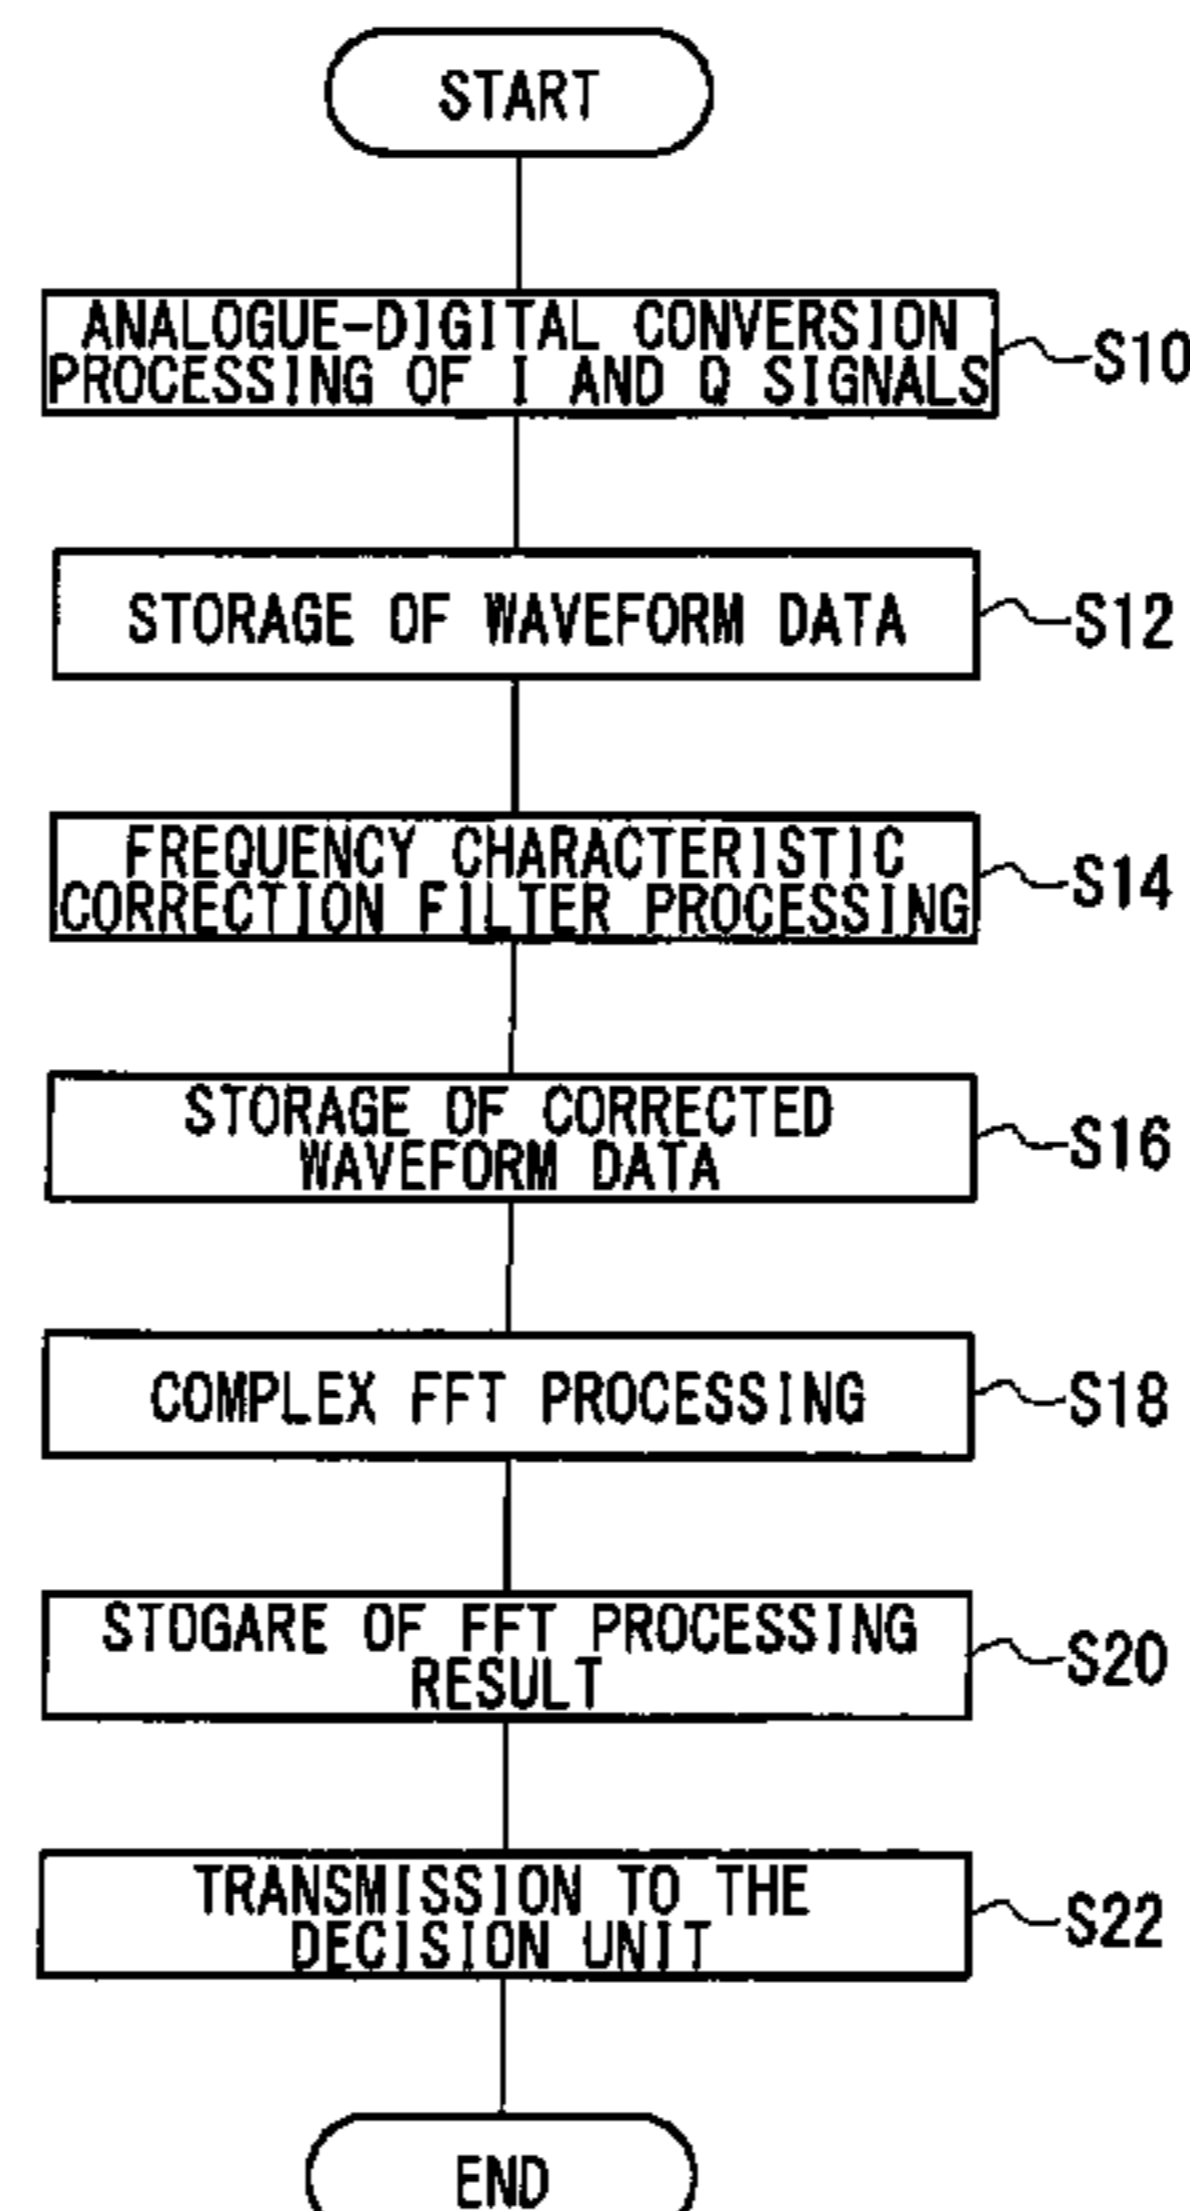 START
ANALOGUE-DIGITAL CONVERSION
PROCESSING OF I AND Q SIGNALS
S10
STORAGE OF WAVEFORM DATA
S12
FREQUENCY CHARACTERISTIC
CORRECTION FILTER PROCESSING
S14
STORAGE OF CORRECTED
WAVEFORM DATA
S16
COMPLEX FFT PROCESSING
S18
STOGARE OF FFT PROCESSING
RESULT
S20
TRANSMISSION TO THE
DECISION UNIT
S22
END